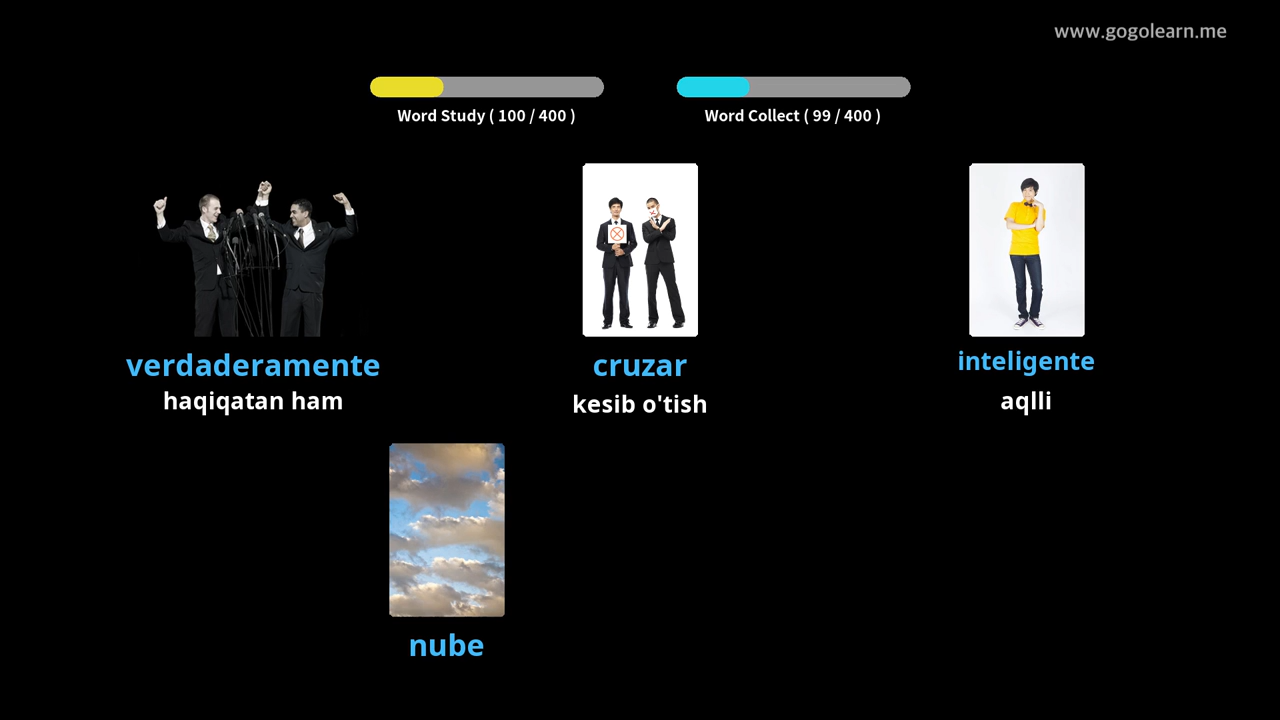 www.gogolearn.me
Word Study ( 100 / 400 )
Word Collect ( 99 / 400 )
verdaderamente
haqiqatan ham
cruzar
kesib o'tish
inteligente
aqlli
nube